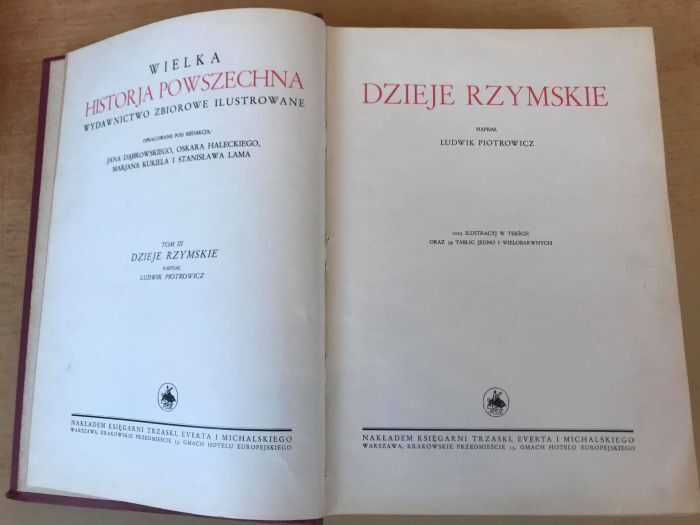 WIELKA
HISTORJA POWSZECHNA
WYDAWNICTWO ZBIOROWE ILUSTROWANE
OPRACOWANE POD REDAKCJĄ:
JANA DĄBROWSKIEGO, OSKARA HALECKIEGO,
MARJANA KUKIELA I STANISŁAWA LAMA
TOM III
DZIEJE RZYMSKIE
NAPISAŁ
LUDWIK PIOTROWICZ
NAKŁADEM KSIĘGARNI TRZASKI, EVERTA I MICHALSKIEGO
WARSZAWA, KRAKOWSKIE PRZEDMIEŚCIE 13. GMACH HOTELU EUROPEJSKIEGO
DZIEJE RZYMSKIE
NAPISAŁ
LUDWIK PIOTROWICZ
1025 ILUSTRACYJ W TEKŚCIE
ORAZ 39 TABLIC JEDNO I WIELOBARWNYCH
NAKŁADEM KSIĘGARNI TRZASKI, EVERTA I MICHALSKIEGO
WARSZAWA, KRAKOWSKIE PRZEDMIEŚCIE 13. GMACH HOTELU EUROPEJSKIEGO